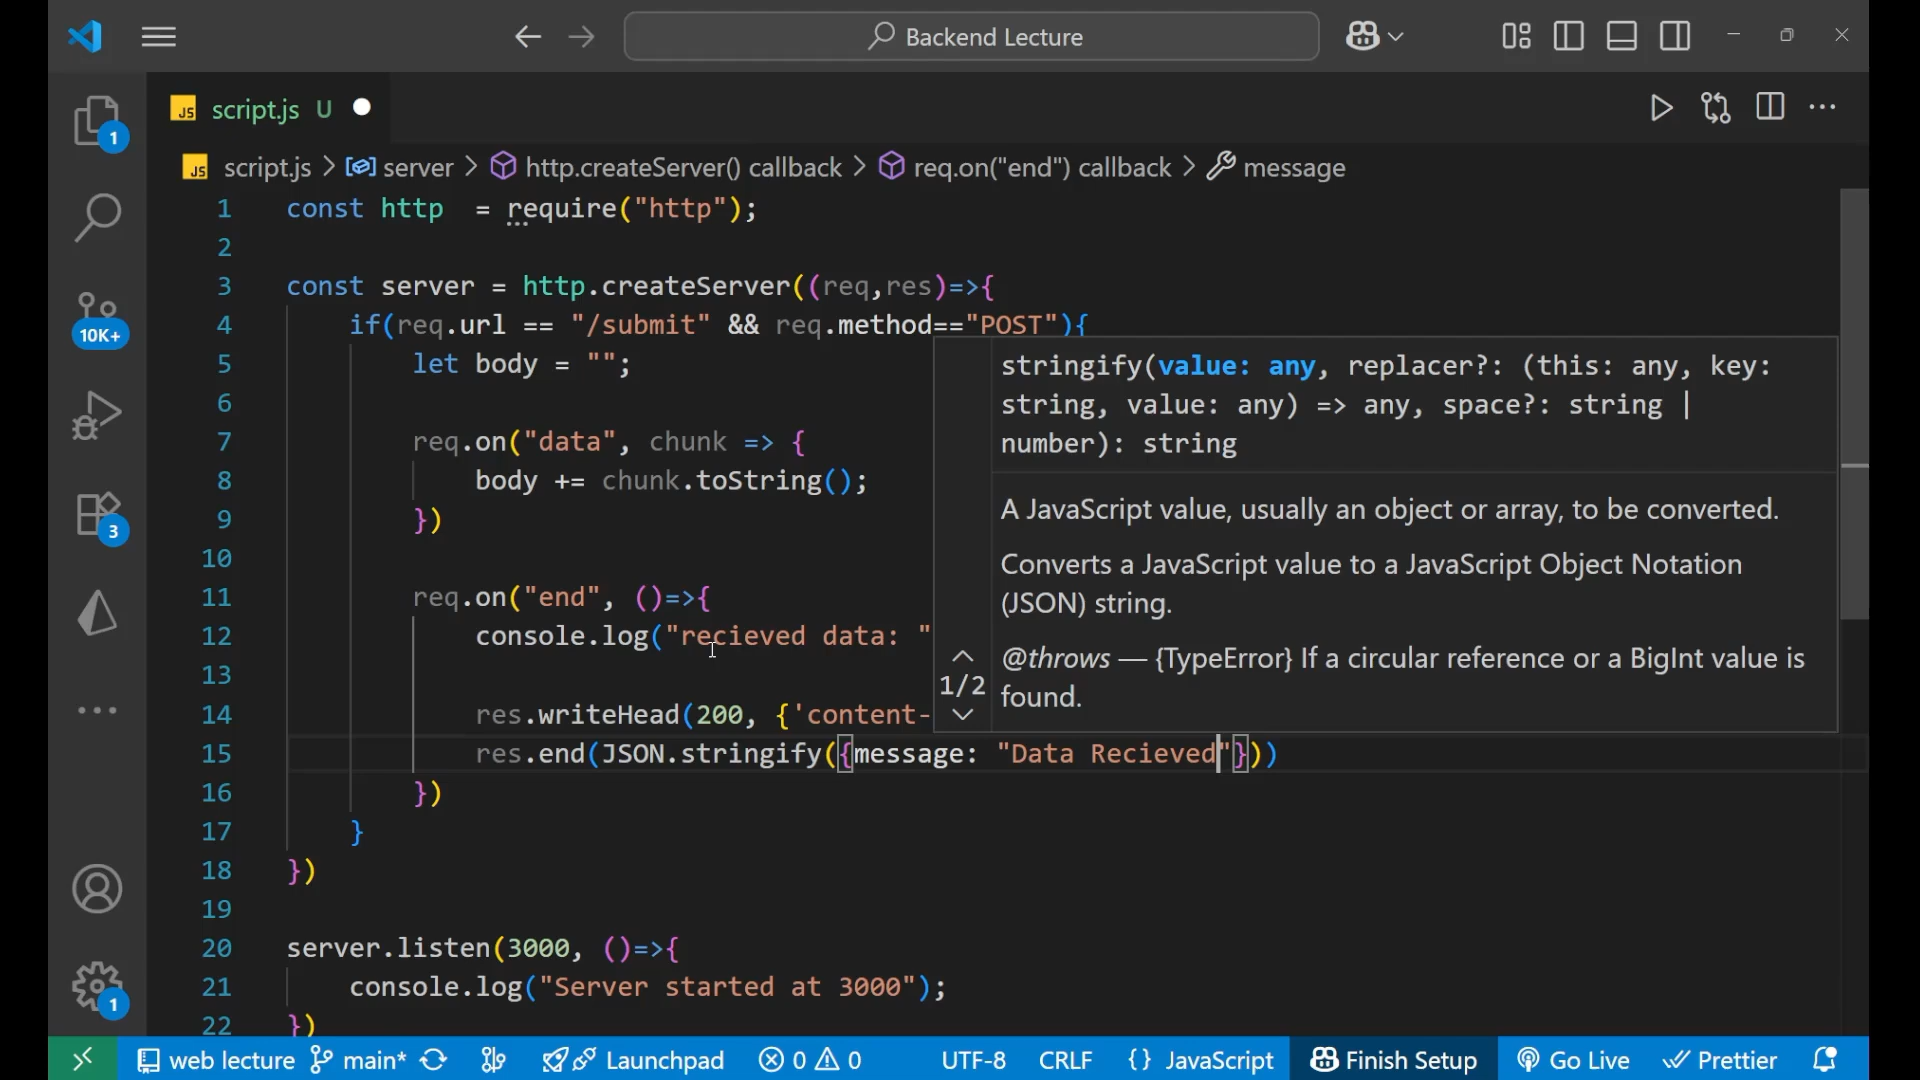 Backend Lecture
JS script.js U
JS script.js > server > http.createServer() callback > req.on("end") callback > message
1 const http = require("http");
2
3 const server = http.createServer((req,res)=>{
4 if(req.url == "/submit" && req.method=="POST"){
5 let body = "";
6
7 req.on("data", chunk => {
8 body += chunk.toString();
9 })
10
11 req.on("end", ()=>{
12 console.log("recieved data: "
13
14 res.writeHead(200, {'content-
15 res.end(JSON.stringify({message: "Data Recieved"}))
16 })
17 }
18 })
19
20 server.listen(3000, ()=>{
21 console.log("Server started at 3000");
22 })
stringify(value: any, replacer?: (this: any, key:
string, value: any) => any, space?: string |
number): string
A JavaScript value, usually an object or array, to be converted.
Converts a JavaScript value to a JavaScript Object Notation
(JSON) string.
@throws — {TypeError} If a circular reference or a BigInt value is
found.
1/2
1
10K+
3
1
web lecture main* Launchpad 0 0 UTF-8 CRLF {} JavaScript Finish Setup Go Live Prettier